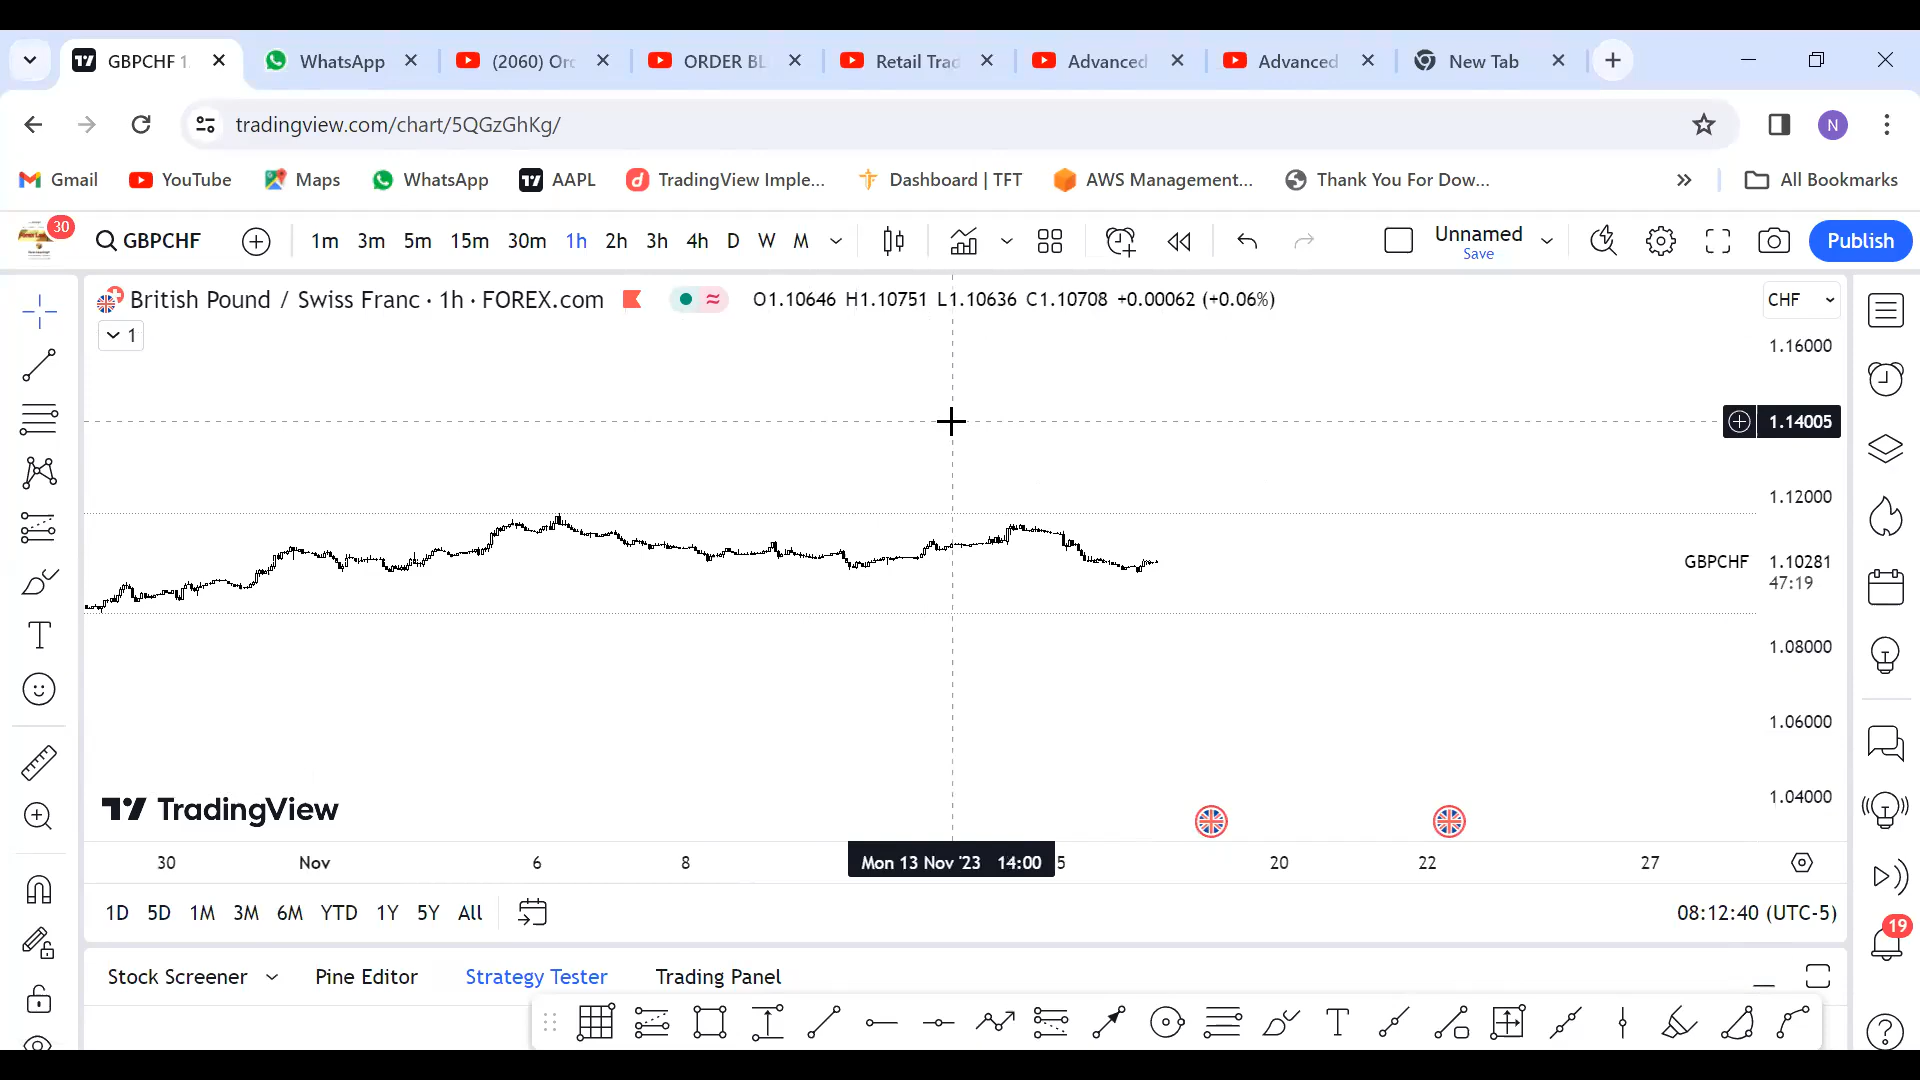 GBPCHF 1
WhatsApp
(2060) Orc
ORDER BL
Retail Trad
Advanced
Advanced
New Tab
tradingview.com/chart/5QGzGhKg/
N
Gmail
YouTube
Maps
WhatsApp
AAPL
TradingView Imple...
Dashboard | TFT
AWS Management...
Thank You For Dow...
All Bookmarks
30
GBPCHF
1m 3m 5m 15m 30m 1h 2h 3h 4h D W M
Unnamed
Save
Publish
British Pound / Swiss Franc · 1h · FOREX.com
O1.10646 H1.10751 L1.10636 C1.10708 +0.00062 (+0.06%)
CHF
1
1.16000
1.14005
1.12000
GBPCHF 1.10281
47:19
1.08000
1.06000
1.04000
TradingView
30 Nov 6 8 Mon 13 Nov '23 14:00 5 20 22 27
1D 5D 1M 3M 6M YTD 1Y 5Y All
08:12:40 (UTC-5)
19
Stock Screener Pine Editor Strategy Tester Trading Panel